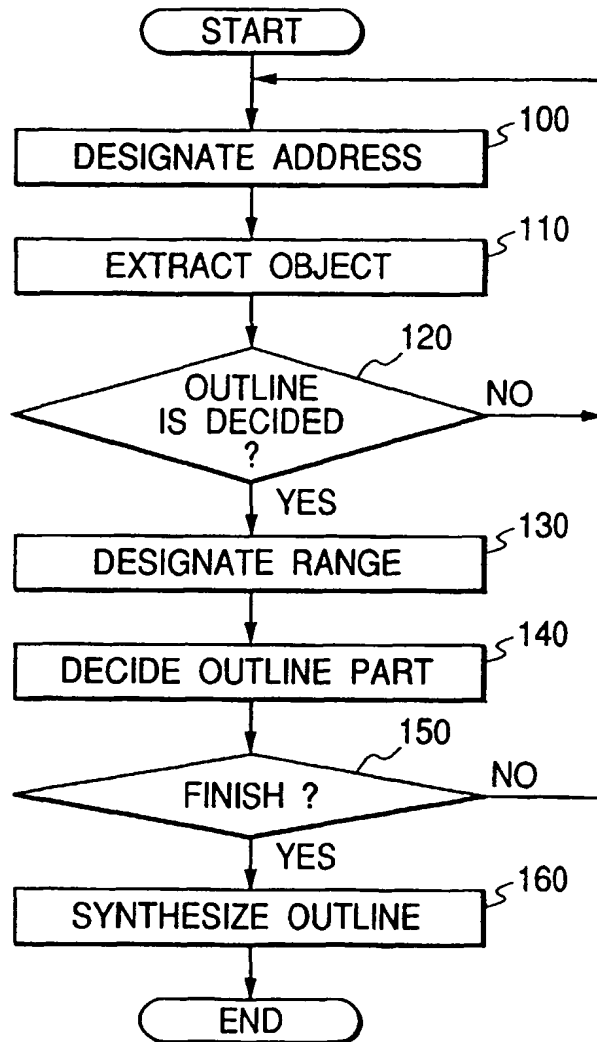 START
100
DESIGNATE ADDRESS
110
EXTRACT OBJECT
120
OUTLINE
IS DECIDED
?
NO
YES
130
DESIGNATE RANGE
140
DECIDE OUTLINE PART
150
FINISH ?
NO
YES
160
SYNTHESIZE OUTLINE
END